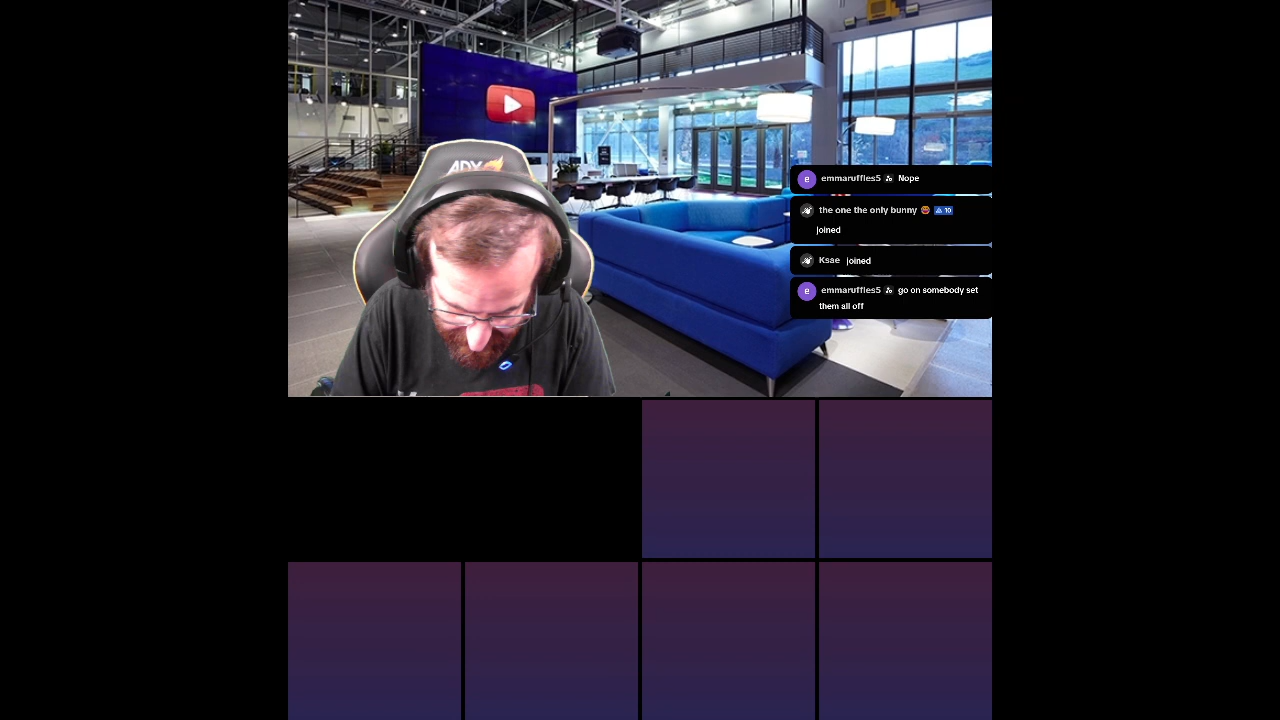 ADX
emmaruffles5 Nope
the one the only bunny 10
joined
Ksae joined
emmaruffles5 go on somebody set
them all off